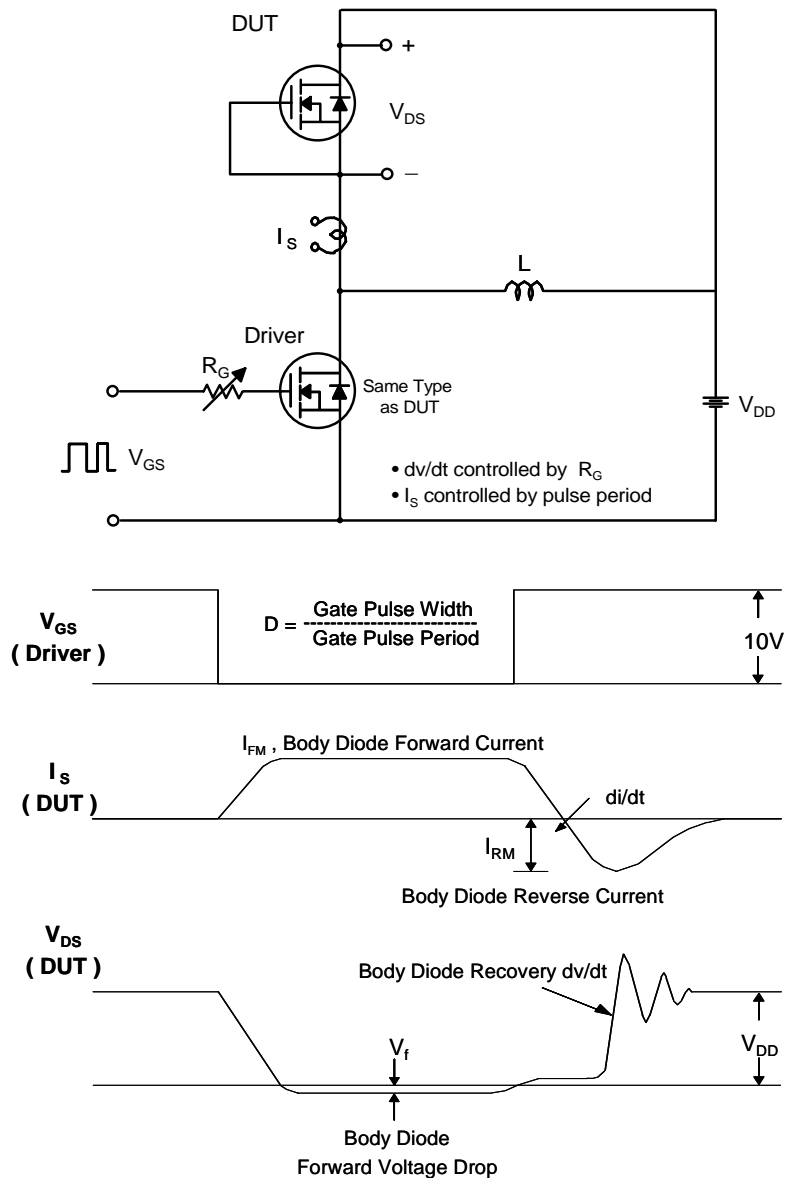 DUT
+
V_DS
−
I_S
L
Driver
R_G
Same Type
as DUT
V_DD
V_GS
• dv/dt controlled by R_G
• I_S controlled by pulse period
V_GS
( Driver )
D = Gate Pulse Width
Gate Pulse Period
10V
I_FM , Body Diode Forward Current
I_S
( DUT )
di/dt
I_RM
Body Diode Reverse Current
V_DS
( DUT )
Body Diode Recovery dv/dt
V_f
V_DD
Body Diode
Forward Voltage Drop